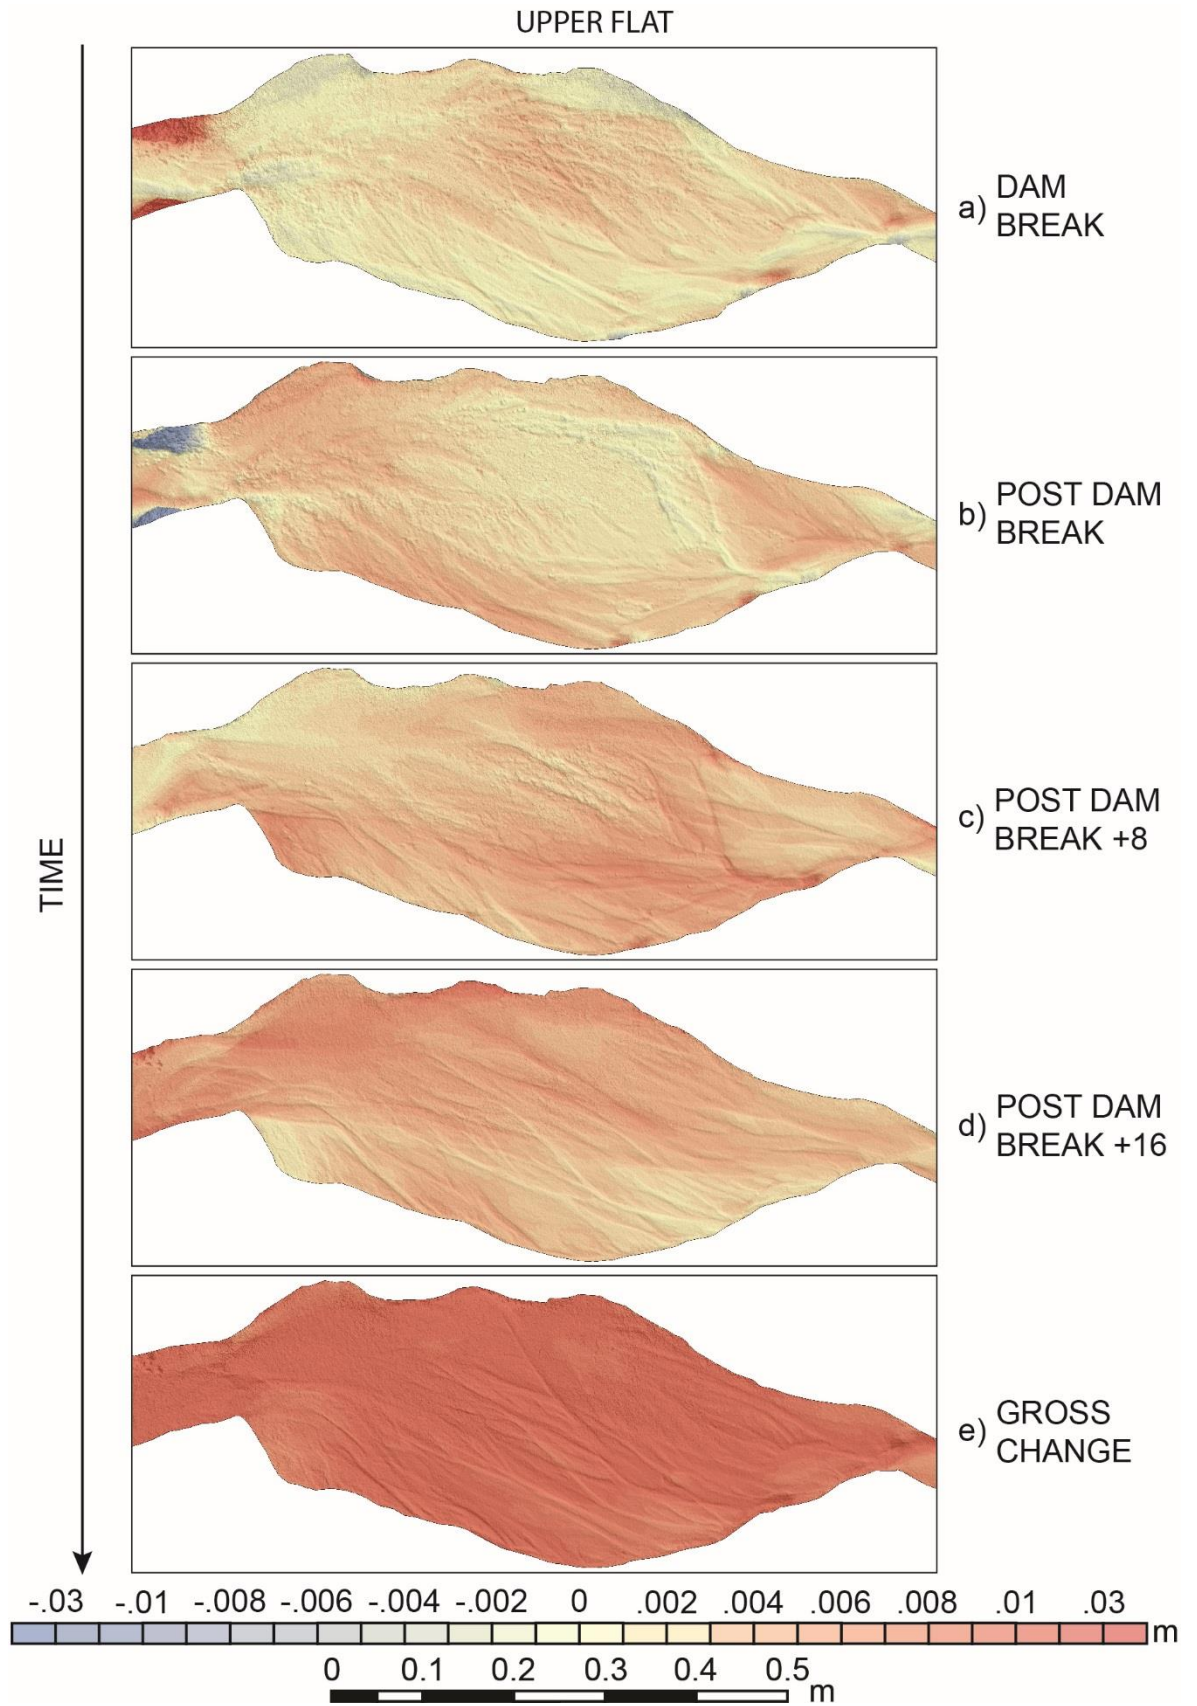 UPPER FLAT
TIME
a) DAM
BREAK
b) POST DAM
BREAK
c) POST DAM
BREAK +8
d) POST DAM
BREAK +16
e) GROSS
CHANGE
-.03 -.01 -.008 -.006 -.004 -.002 0 .002 .004 .006 .008 .01 .03
m
0 0.1 0.2 0.3 0.4 0.5
m